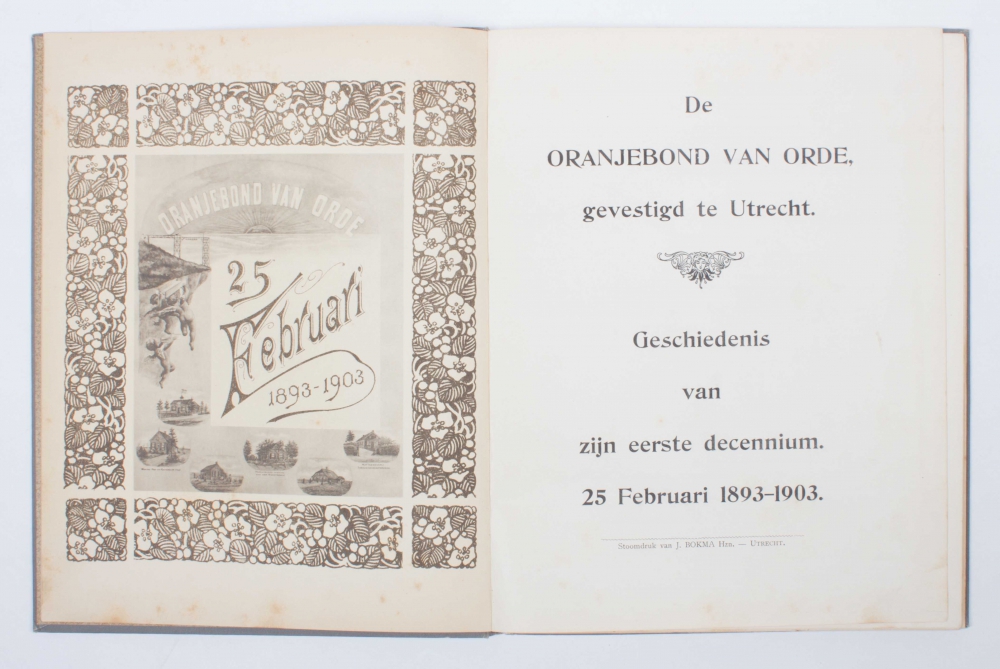 ORANJEBOND VAN ORDE
25
Februari
1893-1903
De
ORANJEBOND VAN ORDE,
gevestigd te Utrecht.
Geschiedenis
van
zijn eerste decennium.
25 Februari 1893-1903.
Stoomdruk van J. BOKMA Hzn. — UTRECHT.